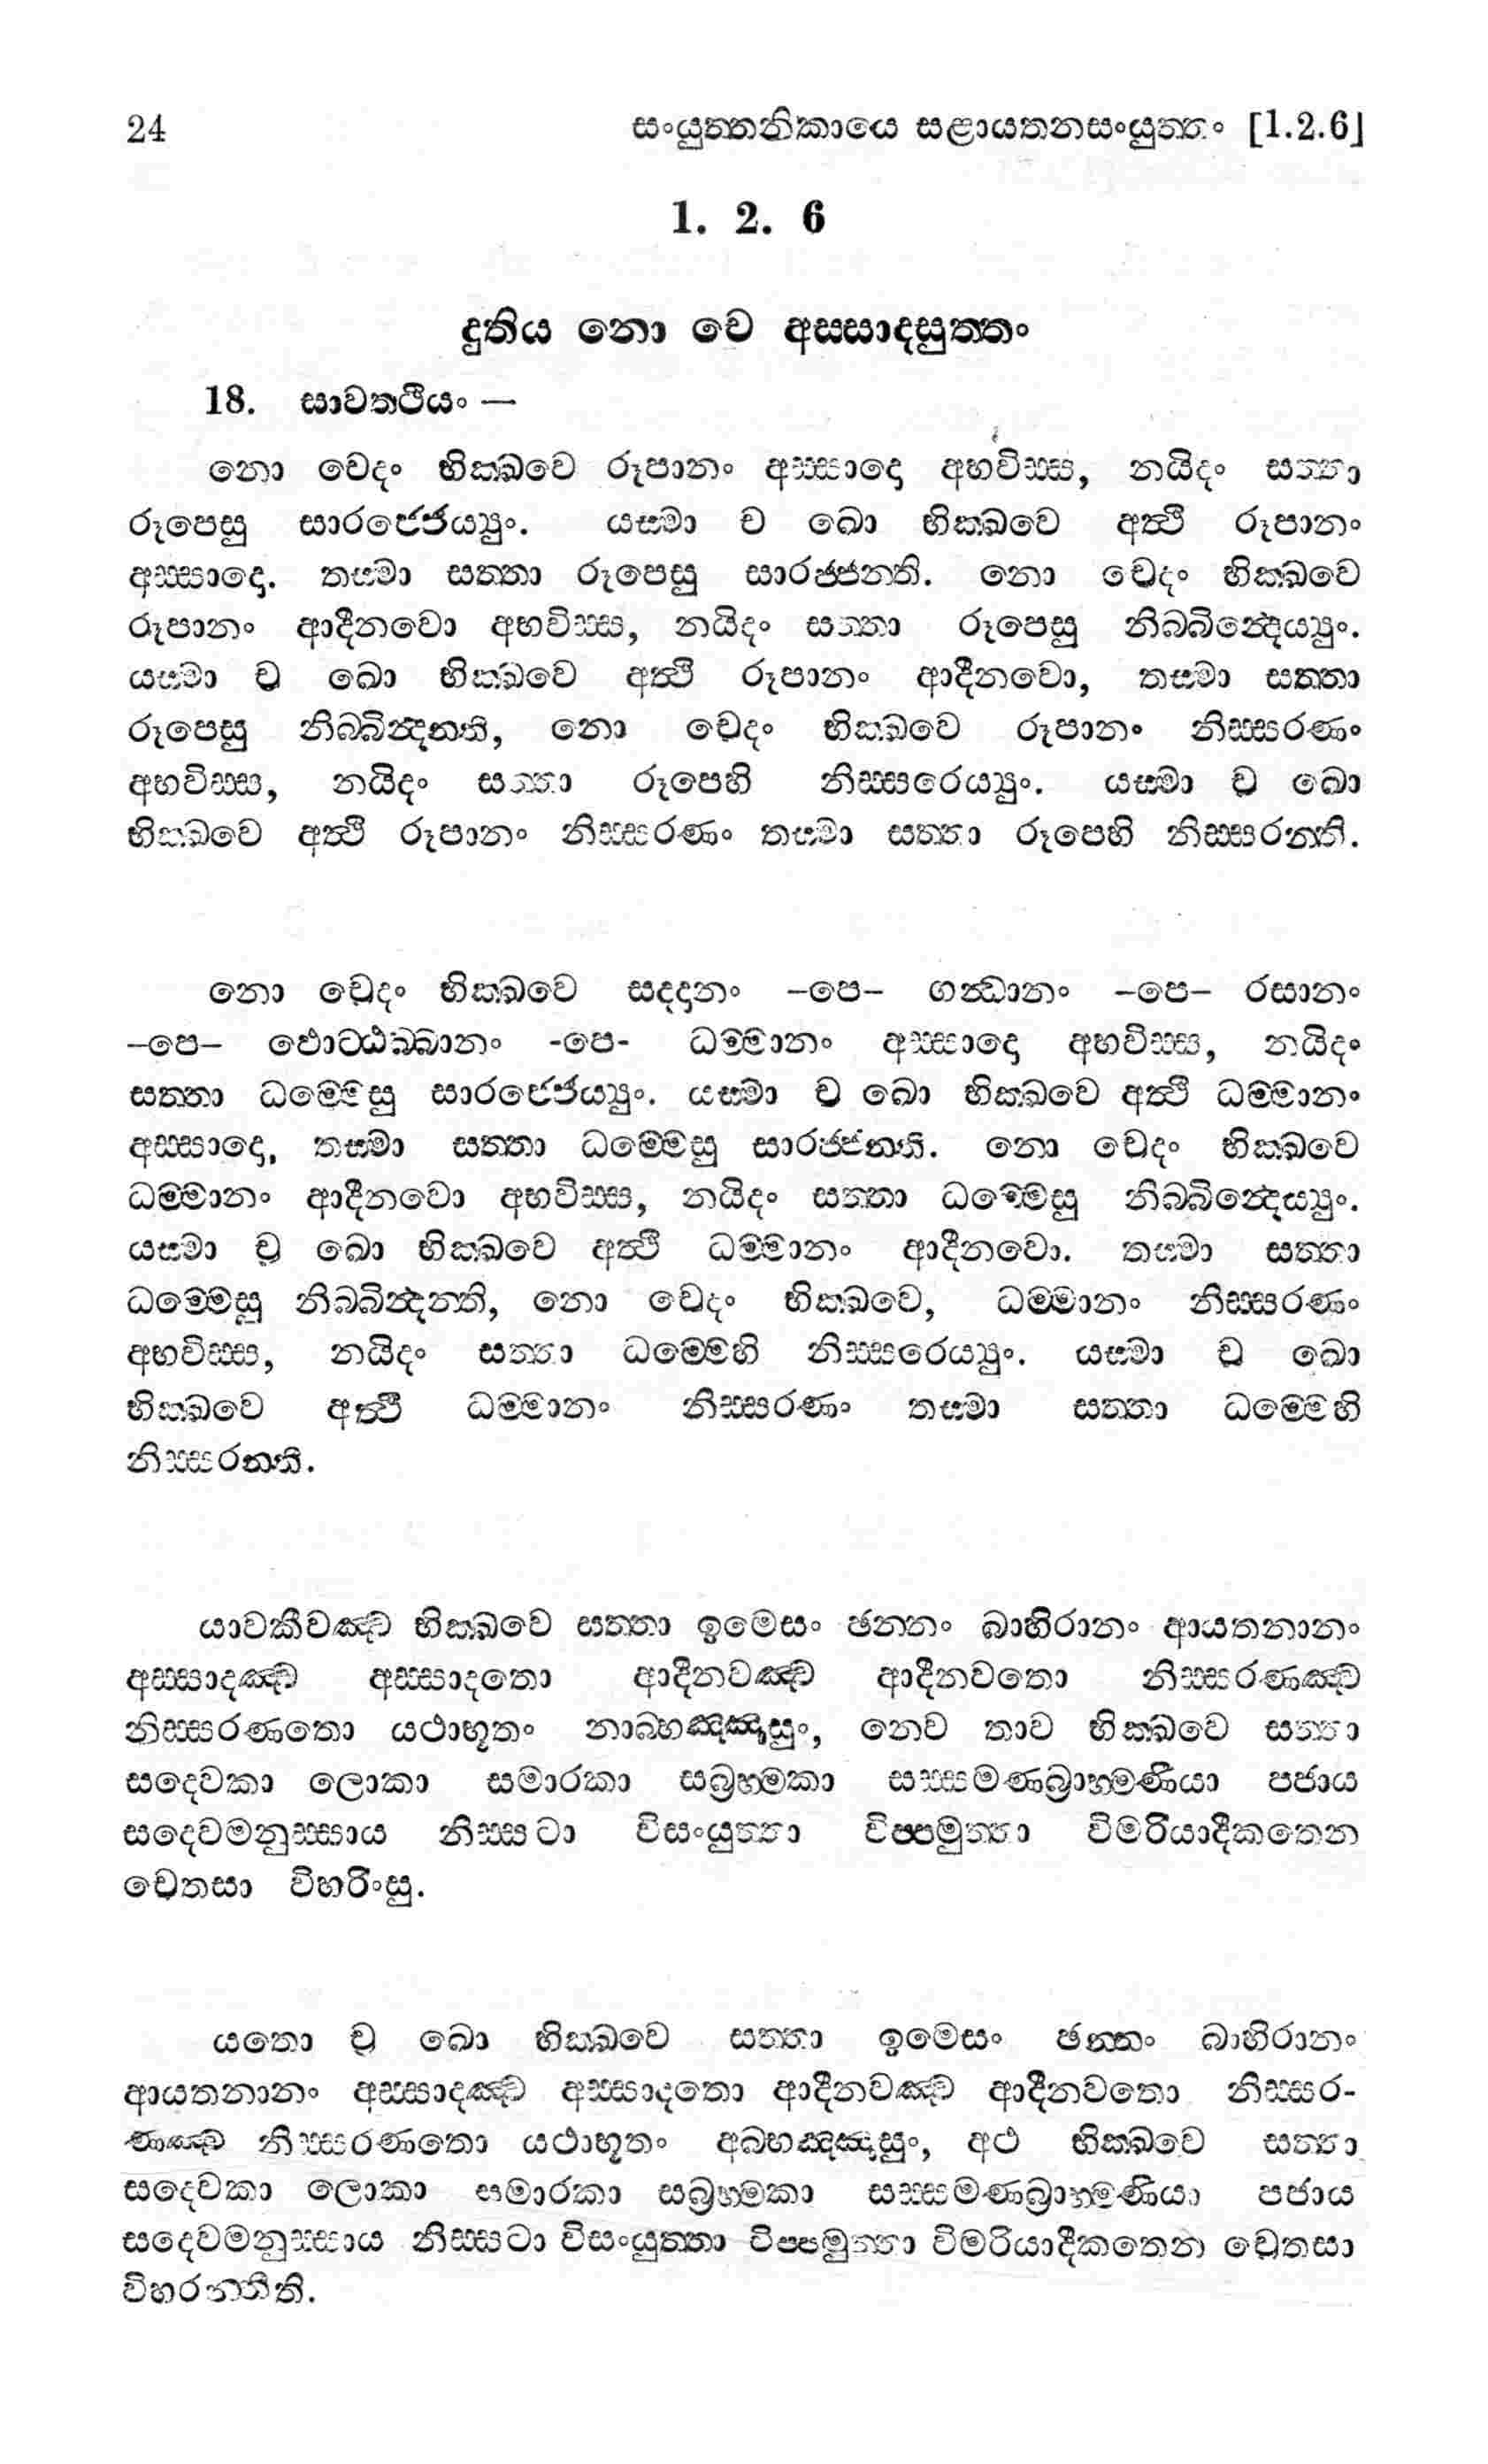 24 සංයුත්තනිකායෙ සළායතනසංයුත්තං [1.2.6]
1. 2. 6
දුතිය නො චෙ අස්සාදසුත්තං
18. සාවත්ථියං —
නො චෙදං භික්ඛවෙ රූපානං අස්සාදො අභවිස්ස, නයිදං සත්තා
රූපෙසු සාරජ්ජෙය්‍යුං. යස්මා ච ඛො භික්ඛවෙ අත්ථි රූපානං
අස්සාදො. තස්මා සත්තා රූපෙසු සාරජ්ජන්ති. නො චෙදං භික්ඛවෙ
රූපානං ආදීනවො අභවිස්ස, නයිදං සත්තා රූපෙසු නිබ්බින්දෙය්‍යුං.
යස්මා ච ඛො භික්ඛවෙ අත්ථි රූපානං ආදීනවො, තස්මා සත්තා
රූපෙසු නිබ්බින්දන්ති, නො චෙදං භික්ඛවෙ රූපානං නිස්සරණං
අභවිස්ස, නයිදං සත්තා රූපෙහි නිස්සරෙය්‍යුං. යස්මා ච ඛො
භික්ඛවෙ අත්ථි රූපානං නිස්සරණං තස්මා සත්තා රූපෙහි නිස්සරන්ති.
නො චෙදං භික්ඛවෙ සද්දානං –පෙ– ගන්ධානං –පෙ– රසානං
–පෙ– ඵොට්ඨබ්බානං -පෙ- ධම්මානං අස්සාදො අභවිස්ස, නයිදං
සත්තා ධම්මෙසු සාරජ්ජෙය්‍යුං. යස්මා ච ඛො භික්ඛවෙ අත්ථි ධම්මානං
අස්සාදො, තස්මා සත්තා ධම්මෙසු සාරජ්ජන්ති. නො චෙදං භික්ඛවෙ
ධම්මානං ආදීනවො අභවිස්ස, නයිදං සත්තා ධම්මෙසු නිබ්බින්දෙය්‍යුං.
යස්මා ච ඛො භික්ඛවෙ අත්ථි ධම්මානං ආදීනවො. තස්මා සත්තා
ධම්මෙසු නිබ්බින්දන්ති, නො චෙදං භික්ඛවෙ, ධම්මානං නිස්සරණං
අභවිස්ස, නයිදං සත්තා ධම්මෙහි නිස්සරෙය්‍යුං. යස්මා ච ඛො
භික්ඛවෙ අත්ථි ධම්මානං නිස්සරණං තස්මා සත්තා ධම්මෙහි
නිස්සරන්ති.
යාවකීවඤ්ච භික්ඛවෙ සත්තා ඉමෙසං ඡන්නං බාහිරානං ආයතනානං
අස්සාදඤ්ච අස්සාදතො ආදිනවඤ්ච ආදීනවතො නිස්සරණඤ්ච
නිස්සරණතො යථාභූතං නාබ්භඤ්ඤංසුං, නෙව තාව භික්ඛවෙ සත්තා
සදෙවකා ලොකා සමාරකා සබ්‍රහ්මකා සස්සමණබ්‍රාහ්මණියා පජාය
සදෙවමනුස්සාය නිස්සටා විසංයුත්තා විප්පමුත්තා විමරියාදීකතෙන
චෙතසා විහරිංසු.
යතො ච ඛො භික්ඛවෙ සත්තා ඉමෙසං ඡන්නං බාහිරානං
ආයතනානං අස්සාදඤ්ච අස්සාදතො ආදීනවඤ්ච ආදීනවතො නිස්සර-
ණඤ්ච නිස්සරණතො යථාභූතං අබ්භඤ්ඤංසුං, අථ භික්ඛවෙ සත්තා
සදෙවකා ලොකා සමාරකා සබ්‍රහ්මකා සස්සමණබ්‍රාහ්මණියා පජාය
සදෙවමනුස්සාය නිස්සටා විසංයුත්තා විප්පමුත්තා විමරියාදීකතෙන චෙතසා
විහරන්තීති.